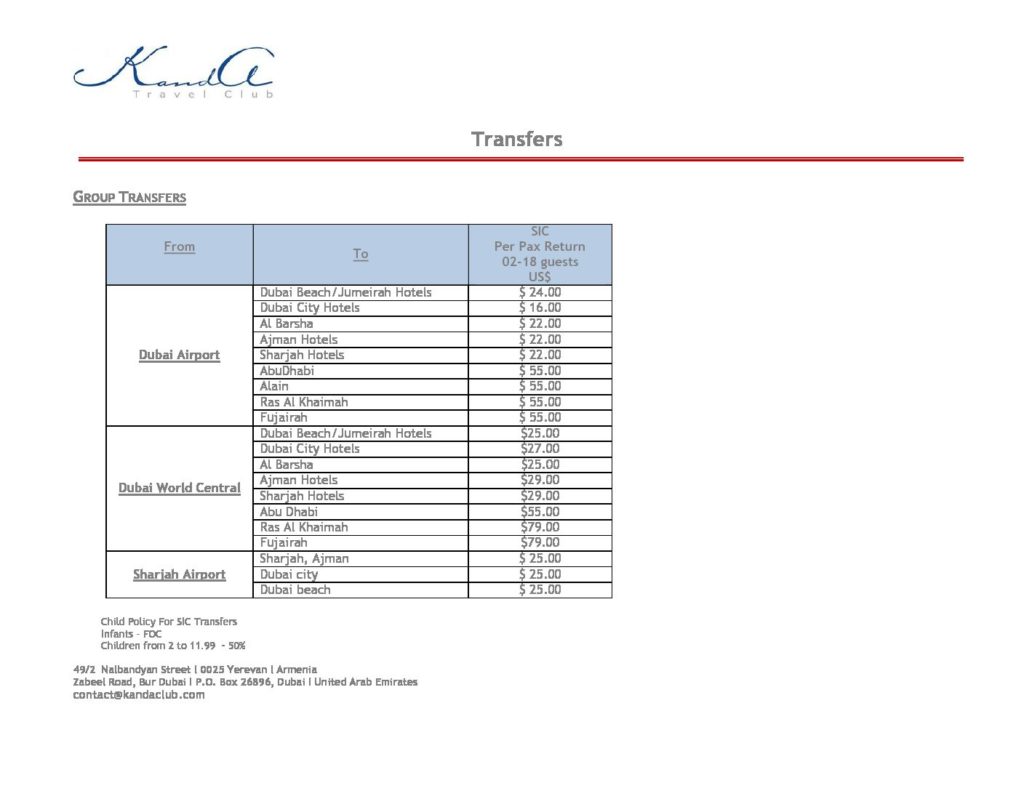 KandA
Travel Club
Transfers
GROUP TRANSFERS
From To SIC
Per Pax Return
02-18 guests
US$
Dubai Airport
Dubai Beach/Jumeirah Hotels $ 24.00
Dubai City Hotels $ 16.00
Al Barsha $ 22.00
Ajman Hotels $ 22.00
Sharjah Hotels $ 22.00
AbuDhabi $ 55.00
Alain $ 55.00
Ras Al Khaimah $ 55.00
Fujairah $ 55.00
Dubai World Central
Dubai Beach/Jumeirah Hotels $25.00
Dubai City Hotels $27.00
Al Barsha $25.00
Ajman Hotels $29.00
Sharjah Hotels $29.00
Abu Dhabi $55.00
Ras Al Khaimah $79.00
Fujairah $79.00
Sharjah Airport
Sharjah, Ajman $ 25.00
Dubai city $ 25.00
Dubai beach $ 25.00
Child Policy For SIC Transfers
Infants – FOC
Children from 2 to 11.99 - 50%
49/2 Nalbandyan Street | 0025 Yerevan | Armenia
Zabeel Road, Bur Dubai | P.O. Box 26896, Dubai | United Arab Emirates
contact@kandaclub.com